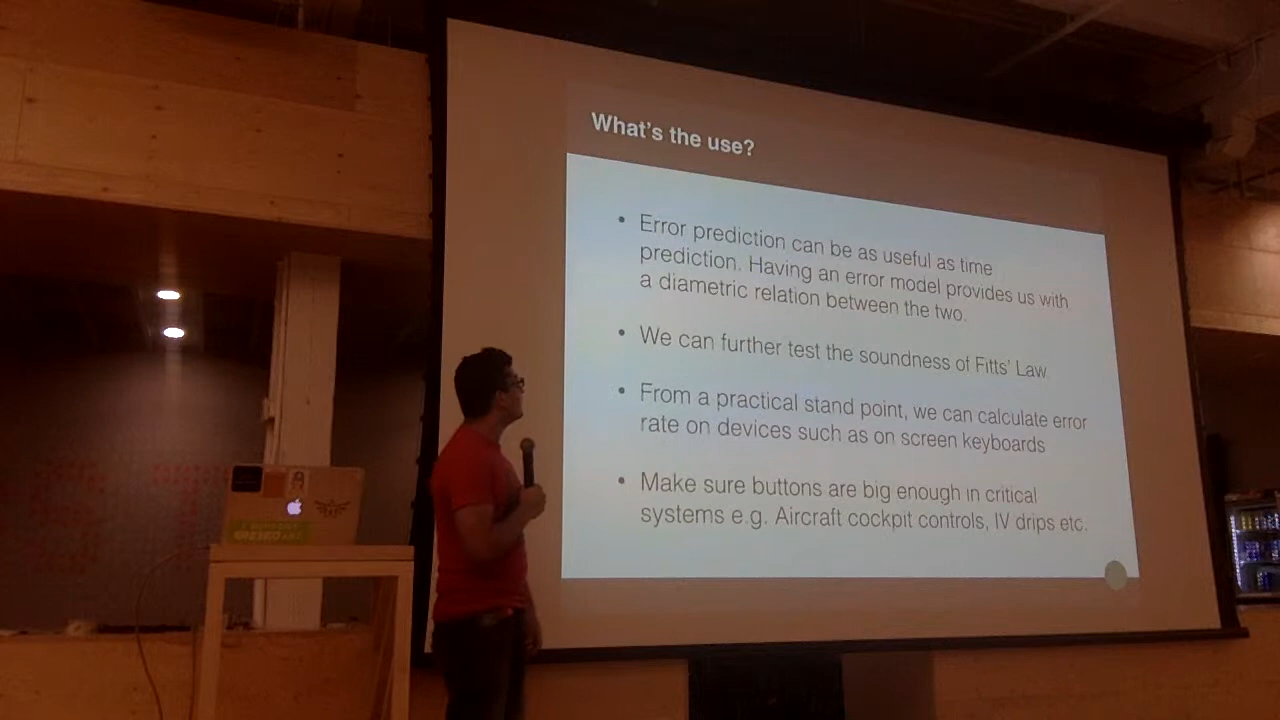 What's the use?
• Error prediction can be as useful as time
prediction. Having an error model provides us with
a diametric relation between the two.
• We can further test the soundness of Fitts' Law
• From a practical stand point, we can calculate error
rate on devices such as on screen keyboards
• Make sure buttons are big enough in critical
systems e.g. Aircraft cockpit controls, IV drips etc.